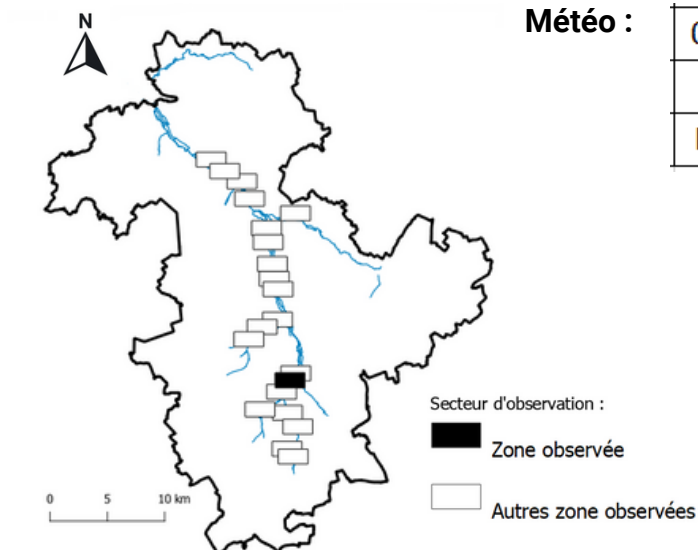 N
Météo :
Secteur d'observation :
Zone observée
Autres zone observées
0 5 10 km